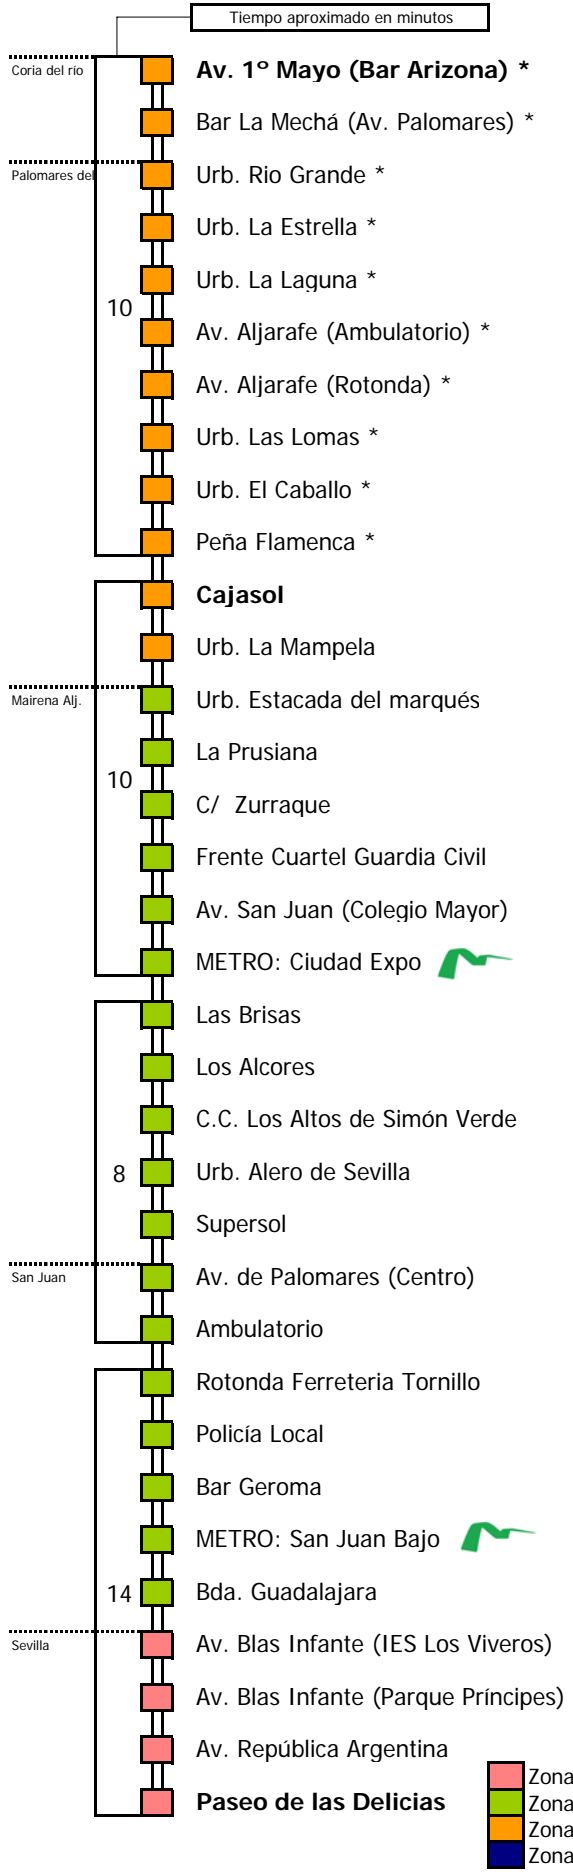 Tiempo aproximado en minutos
Coria del río
Av. 1º Mayo (Bar Arizona) *
Bar La Mechá (Av. Palomares) *
Palomares del
Urb. Rio Grande *
Urb. La Estrella *
Urb. La Laguna *
10
Av. Aljarafe (Ambulatorio) *
Av. Aljarafe (Rotonda) *
Urb. Las Lomas *
Urb. El Caballo *
Peña Flamenca *
Cajasol
Urb. La Mampela
Mairena Alj.
Urb. Estacada del marqués
La Prusiana
10
C/ Zurraque
Frente Cuartel Guardia Civil
Av. San Juan (Colegio Mayor)
METRO: Ciudad Expo
Las Brisas
Los Alcores
C.C. Los Altos de Simón Verde
8
Urb. Alero de Sevilla
Supersol
San Juan
Av. de Palomares (Centro)
Ambulatorio
Rotonda Ferreteria Tornillo
Policía Local
Bar Geroma
METRO: San Juan Bajo
14
Bda. Guadalajara
Sevilla
Av. Blas Infante (IES Los Viveros)
Av. Blas Infante (Parque Príncipes)
Av. República Argentina
Paseo de las Delicias
Zona
Zona
Zona
Zona